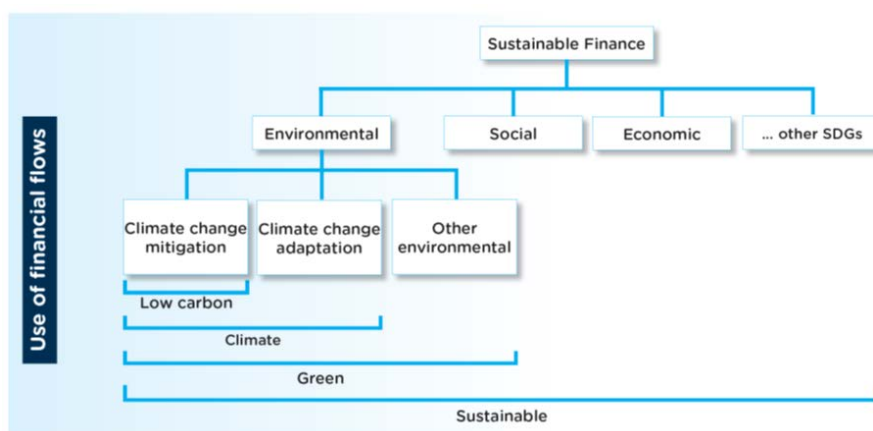 Sustainable Finance
Use of financial flows
Environmental
Social
Economic
... other SDGs
Climate change
mitigation
Climate change
adaptation
Other
environmental
Low carbon
Climate
Green
Sustainable